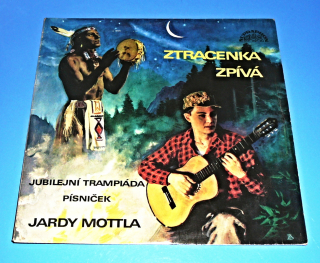 ZTRACENKA
ZPÍVÁ
JUBILEJNÍ TRAMPIÁDA
PÍSNIČEK
JARDY MOTTLA